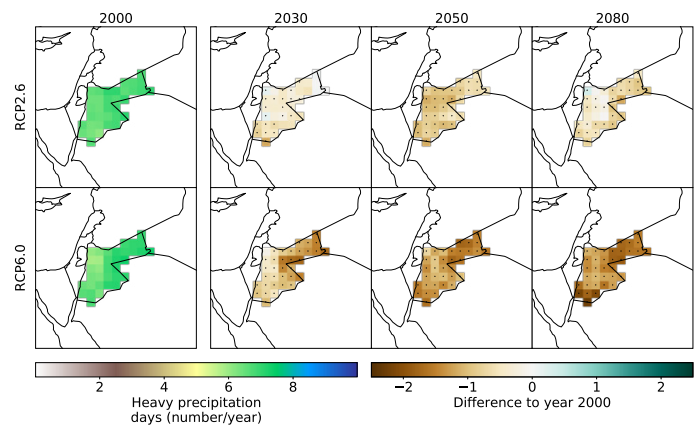 2000 2030 2050 2080
RCP2.6
RCP6.0
2 4 6 8
Heavy precipitation
days (number/year)
−2 −1 0 1 2
Difference to year 2000